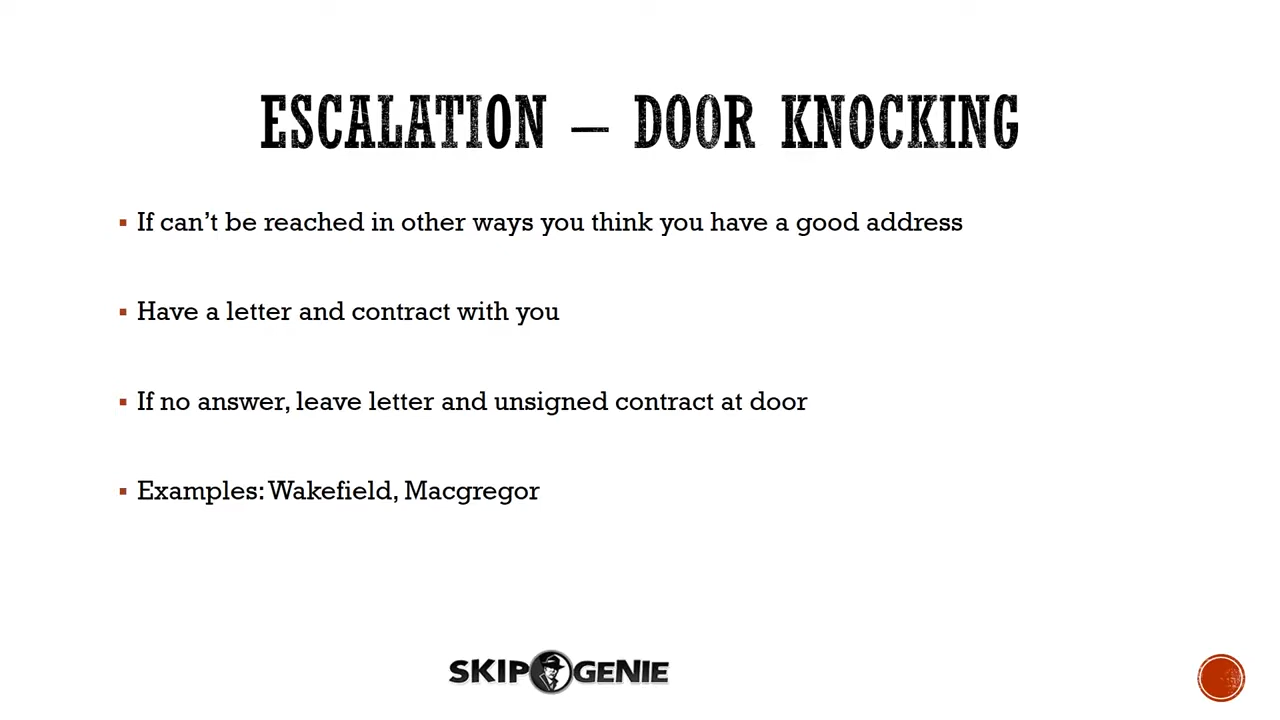 ESCALATION – DOOR KNOCKING
▪ If can’t be reached in other ways you think you have a good address
▪ Have a letter and contract with you
▪ If no answer, leave letter and unsigned contract at door
▪ Examples: Wakefield, Macgregor
SKIP GENIE